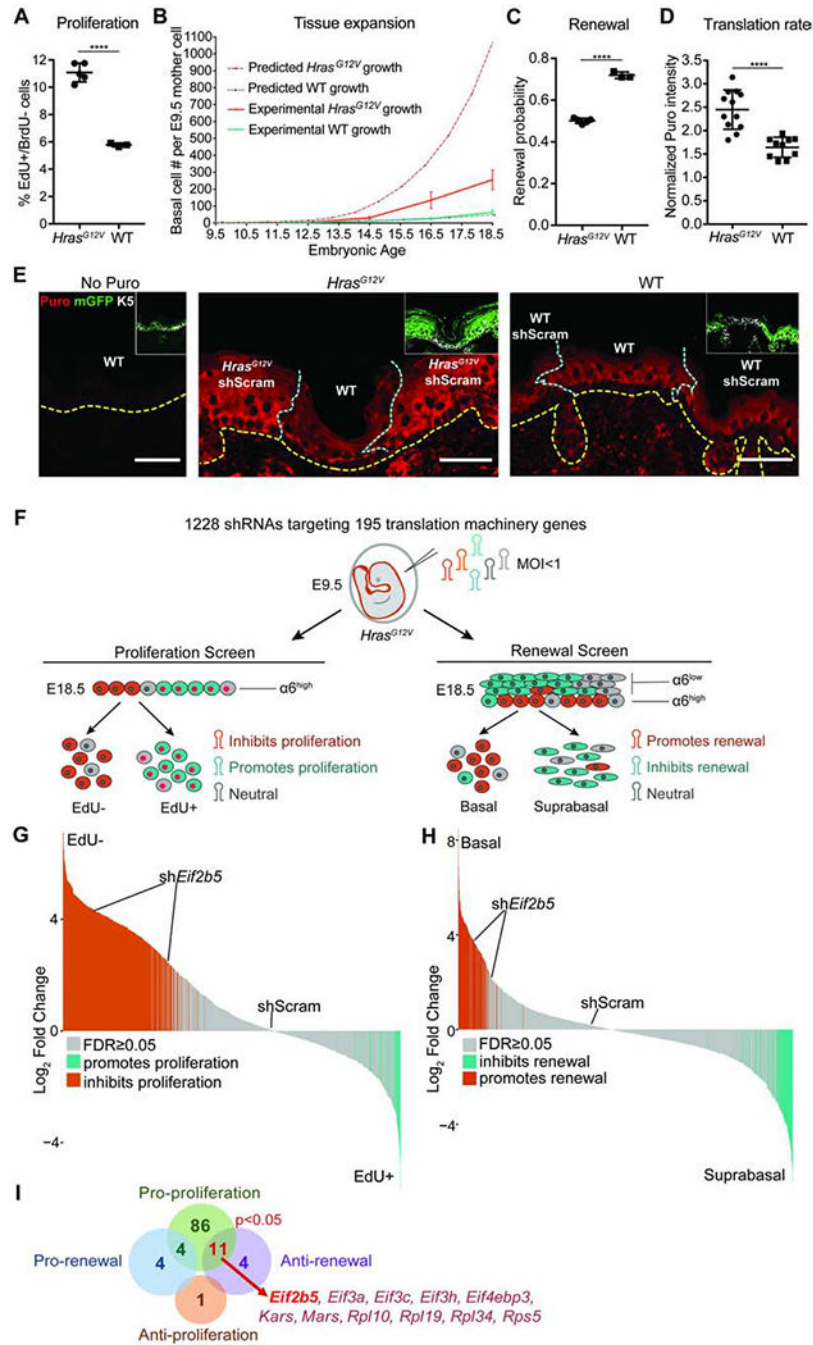 A
Proliferation
% EdU+/BrdU- cells
12
10
8
6
4
2
0
****
HrasG12V WT
B
Tissue expansion
Basal cell # per E9.5 mother cell
1100
1000
900
800
700
600
500
400
300
200
100
0
Predicted HrasG12V growth
Predicted WT growth
Experimental HrasG12V growth
Experimental WT growth
9.5 10.5 11.5 12.5 13.5 14.5 15.5 16.5 17.5 18.5
Embryonic Age
C
Renewal
Renewal probability
0.8
0.6
0.4
0.2
0.0
****
HrasG12V WT
D
Translation rate
Normalized Puro intensity
3.5
3.0
2.5
2.0
1.5
1.0
0.5
0.0
****
HrasG12V WT
E
No Puro
Puro mGFP K5
WT
HrasG12V
HrasG12V shScram
WT
HrasG12V shScram
WT
WT shScram
WT
WT shScram
F
1228 shRNAs targeting 195 translation machinery genes
E9.5
MOI<1
HrasG12V
Proliferation Screen
E18.5
α6high
Inhibits proliferation
Promotes proliferation
Neutral
EdU-
EdU+
Renewal Screen
E18.5
α6low
α6high
Promotes renewal
Inhibits renewal
Neutral
Basal
Suprabasal
G
EdU-
shEif2b5
shScram
Log2 Fold Change
4
0
−4
FDR≥0.05
promotes proliferation
inhibits proliferation
EdU+
H
Basal
shEif2b5
shScram
Log2 Fold Change
8
4
0
−4
FDR≥0.05
inhibits renewal
promotes renewal
Suprabasal
I
Pro-proliferation
86
p<0.05
Pro-renewal
4
4
11
4
Anti-renewal
1
Anti-proliferation
Eif2b5, Eif3a, Eif3c, Eif3h, Eif4ebp3,
Kars, Mars, Rpl10, Rpl19, Rpl34, Rps5